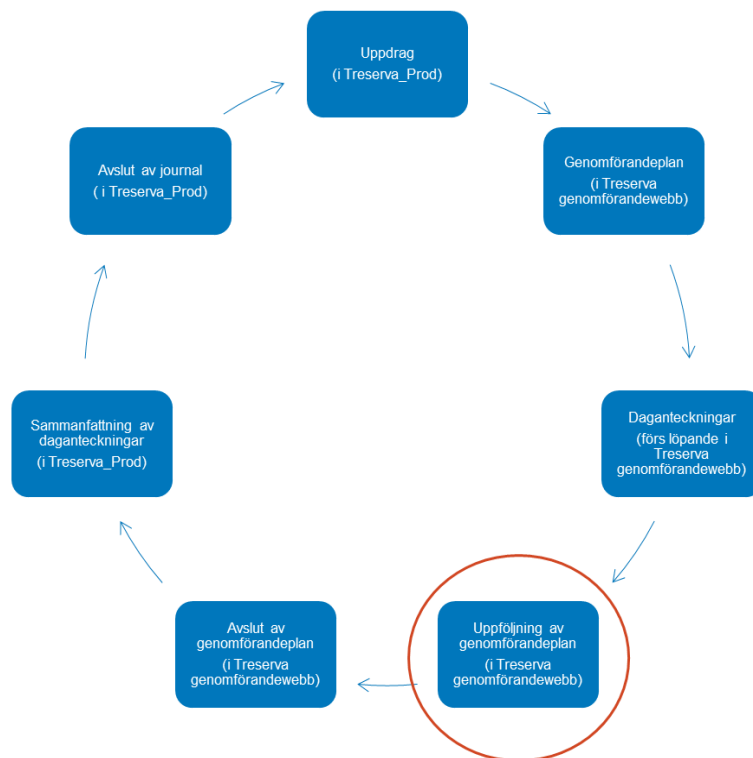 Uppdrag
(i Treserva_Prod)
Genomförandeplan
(i Treserva
genomförandewebb)
Daganteckningar
(förs löpande i
Treserva
genomförandewebb)
Uppföljning av
genomförandeplan
(i Treserva
genomförandewebb)
Avslut av
genomförandeplan
(i Treserva
genomförandewebb)
Sammanfattning av
daganteckningar
(i Treserva_Prod)
Avslut av journal
( i Treserva_Prod)